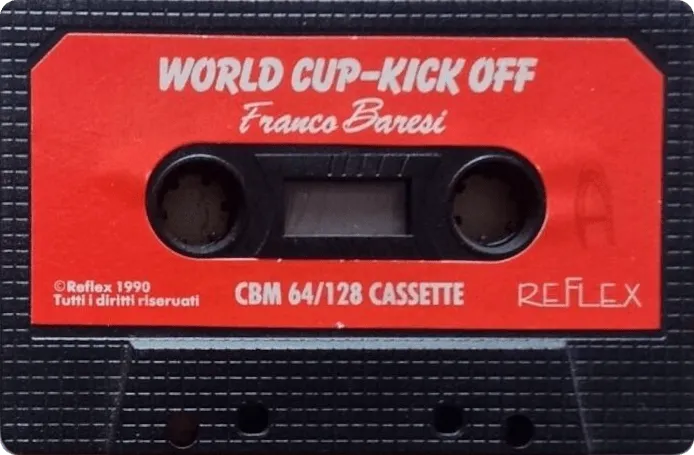 WORLD CUP-KICK OFF
Franco Baresi
A
©Reflex 1990
Tutti i diritti riservati
CBM 64/128 CASSETTE
REFLEX